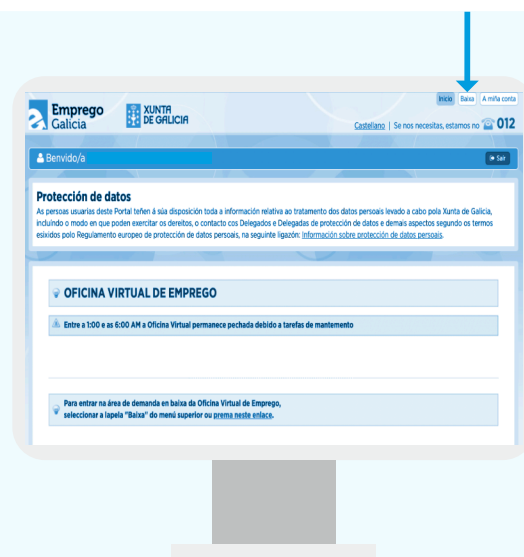 Inicio Baixa A miña conta
Emprego
Galicia
XUNTA
DE GALICIA
Castellano | Se nos necesitas, estamos no 012
Benvido/a
Sair
Protección de datos
As persoas usuarias deste Portal teñen á súa disposición toda a información relativa ao tratamento dos datos persoais levado a cabo pola Xunta de Galicia,
incluíndo o modo en que poden exercitar os dereitos, o contacto cos Delegados e Delegadas de protección de datos e demais aspectos segundo os termos
esixidos polo Regulamento europeo de protección de datos persoais, na seguinte ligazón: Información sobre protección de datos persoais.
OFICINA VIRTUAL DE EMPREGO
Entre a 1:00 e as 6:00 AM a Oficina Virtual permanece pechada debido a tarefas de mantemento
Para entrar na área de demanda en baixa da Oficina Virtual de Emprego,
seleccionar a lapela "Baixa" do menú superior ou prema neste enlace.